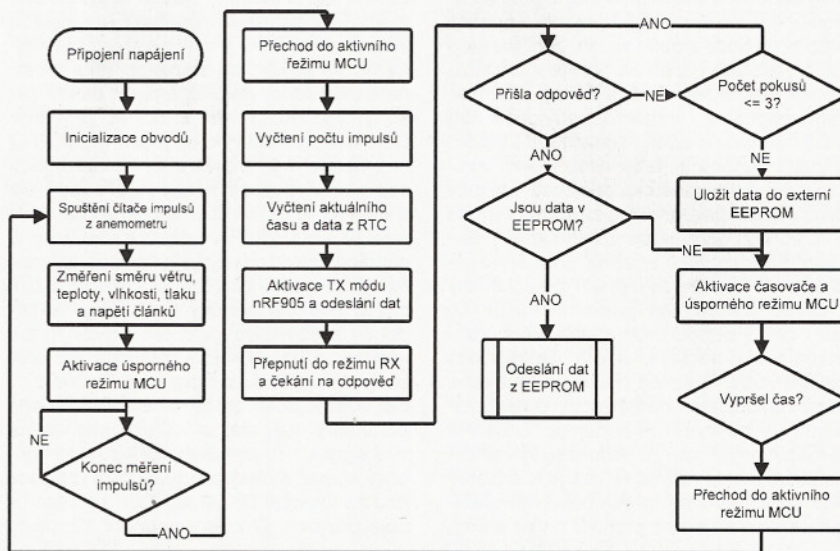 Připojení napájení
Inicializace obvodů
Spuštění čítače impulsů
z anemometru
Změření směru větru,
teploty, vlhkosti, tlaku
a napětí článků
Aktivace úsporného
režimu MCU
NE
Konec měření
impulsů?
ANO
Přechod do aktivního
řežimu MCU
Vyčtení počtu impulsů
Vyčtení aktuálního
času a data z RTC
Aktivace TX módu
nRF905 a odeslání dat
Přepnutí do režimu RX
a čekání na odpověď
ANO
Přišla odpověď?
NE
Počet pokusů
<= 3?
ANO
NE
Jsou data v
EEPROM?
Uložit data do externí
EEPROM
NE
ANO
Aktivace časovače a
úsporného režimu MCU
Odeslání dat
z EEPROM
Vypršel čas?
Přechod do aktivního
režimu MCU